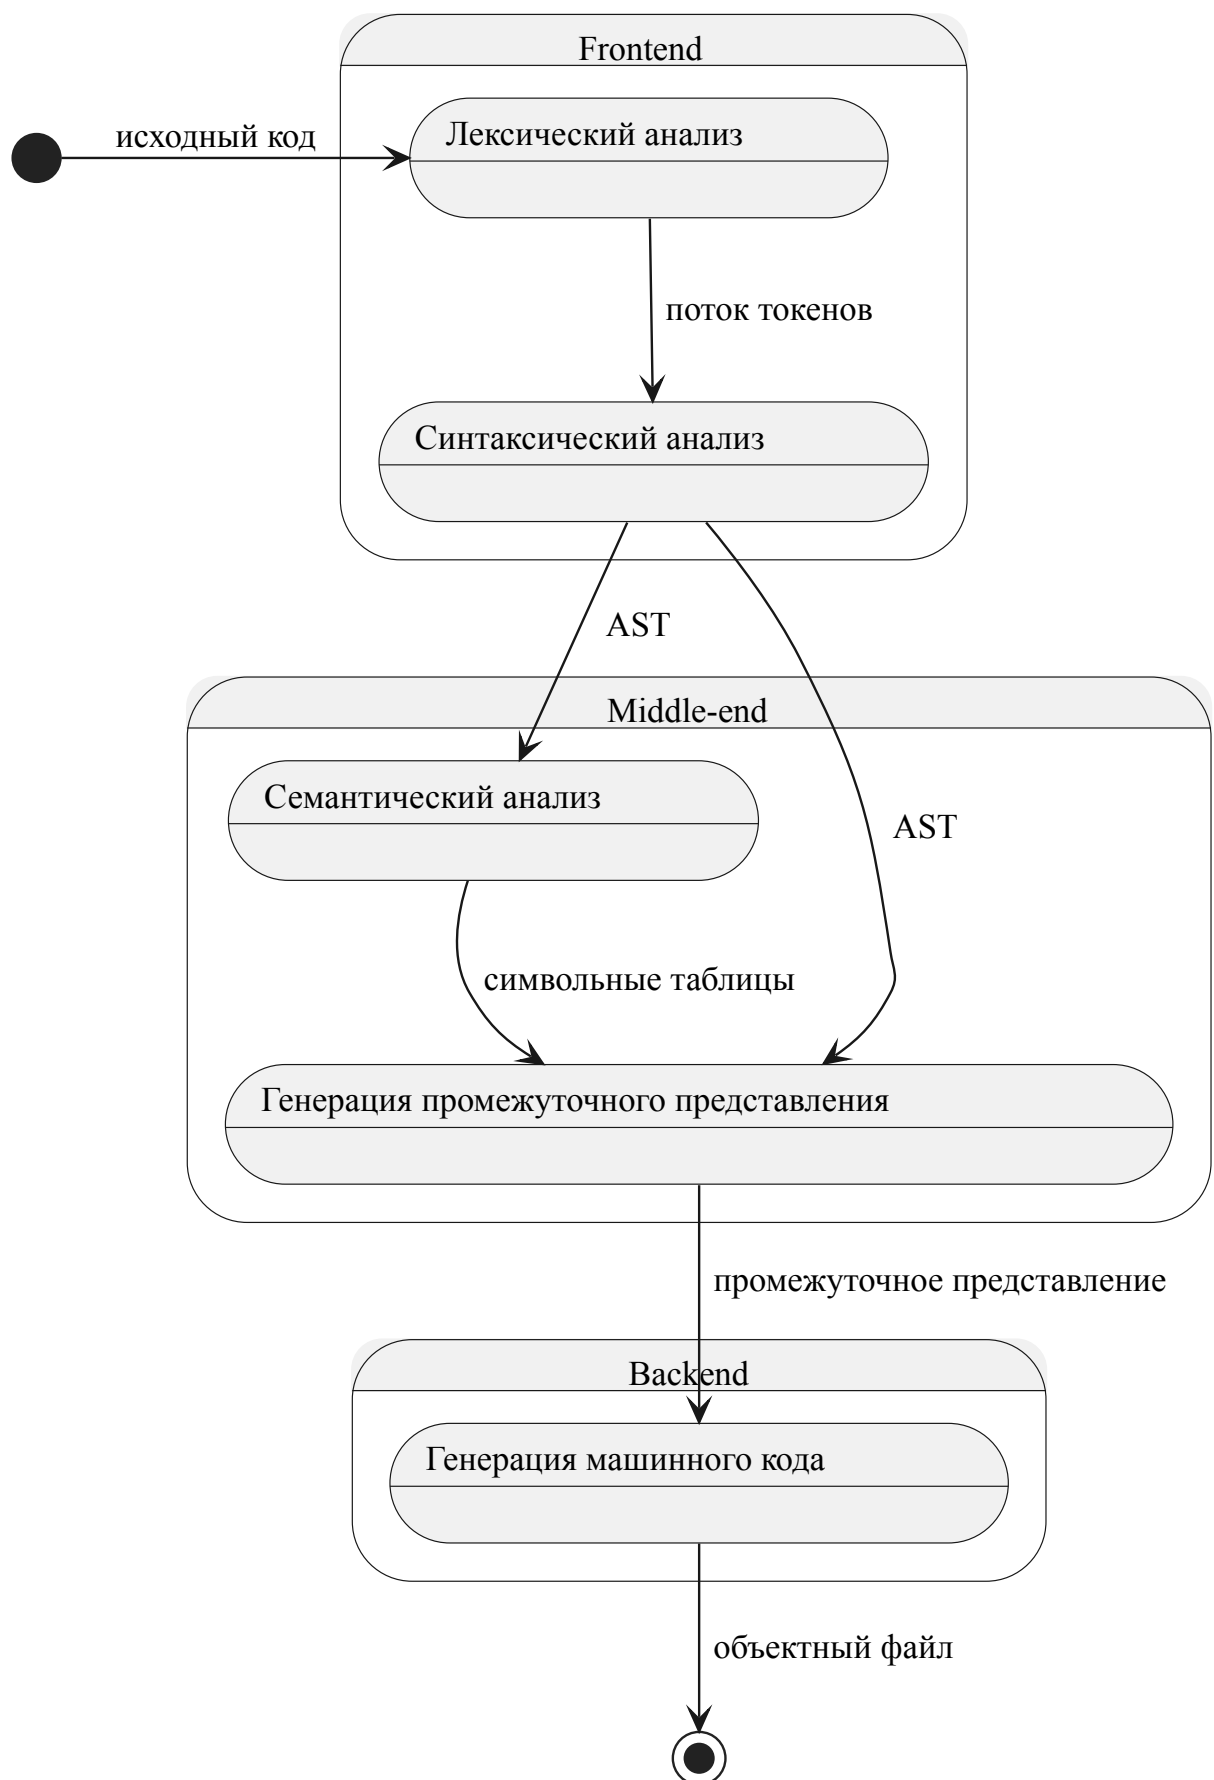 Frontend
исходный код
Лексический анализ
поток токенов
Синтаксический анализ
AST
Middle-end
Семантический анализ
AST
символьные таблицы
Генерация промежуточного представления
промежуточное представление
Backend
Генерация машинного кода
объектный файл